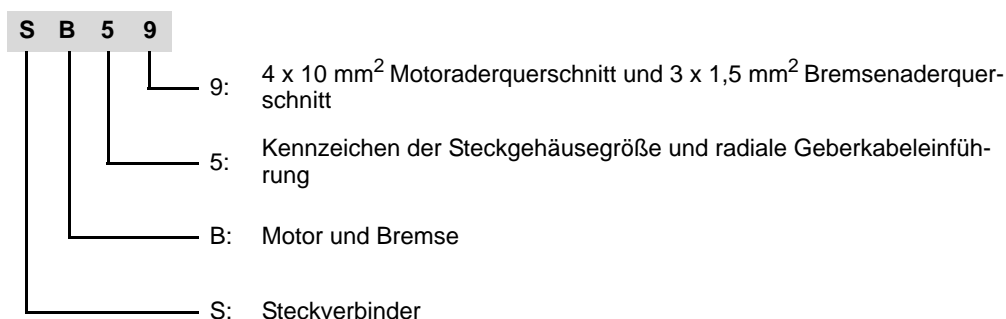 S B 5 9
9: 4 x 10 mm² Motoraderquerschnitt und 3 x 1,5 mm² Bremsenaderquer-
schnitt
5: Kennzeichen der Steckgehäusegröße und radiale Geberkabeleinfüh-
rung
B: Motor und Bremse
S: Steckverbinder